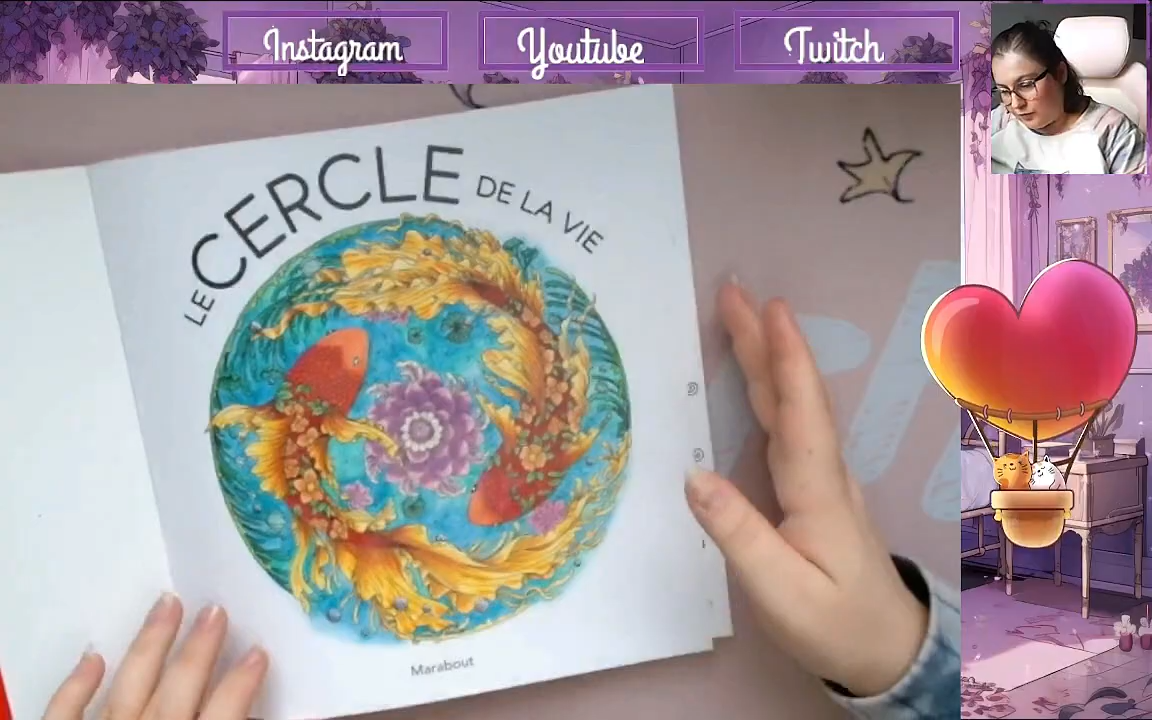 Instagram
Youtube
Twitch
LE CERCLE DE LA VIE
Marabout